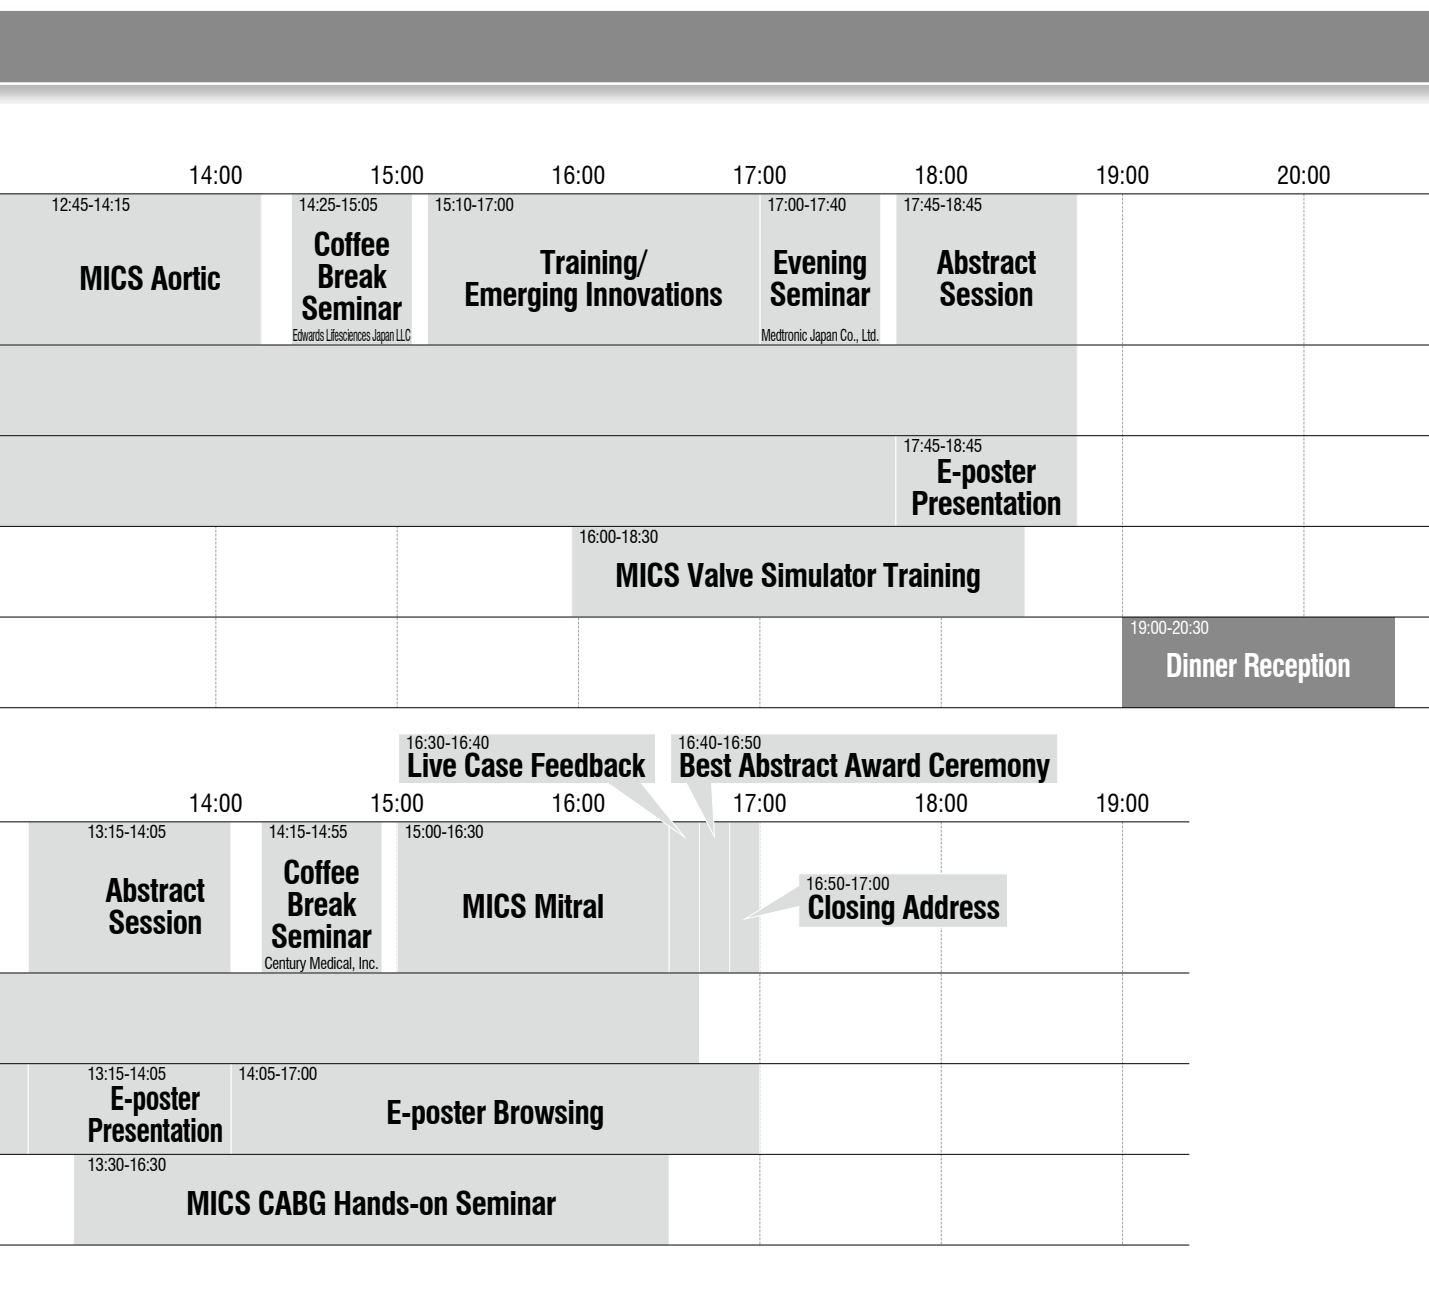 14:00 15:00 16:00 17:00 18:00 19:00 20:00
12:45-14:15
MICS Aortic
14:25-15:05
Coffee
Break
Seminar
Edwards Lifesciences Japan LLC
15:10-17:00
Training/
Emerging Innovations
17:00-17:40
Evening
Seminar
Medtronic Japan Co., Ltd.
17:45-18:45
Abstract
Session
17:45-18:45
E-poster
Presentation
16:00-18:30
MICS Valve Simulator Training
19:00-20:30
Dinner Reception
16:30-16:40
Live Case Feedback
16:40-16:50
Best Abstract Award Ceremony
14:00 15:00 16:00 17:00 18:00 19:00
13:15-14:05
Abstract
Session
14:15-14:55
Coffee
Break
Seminar
Century Medical, Inc.
15:00-16:30
MICS Mitral
16:50-17:00
Closing Address
13:15-14:05
E-poster
Presentation
14:05-17:00
E-poster Browsing
13:30-16:30
MICS CABG Hands-on Seminar